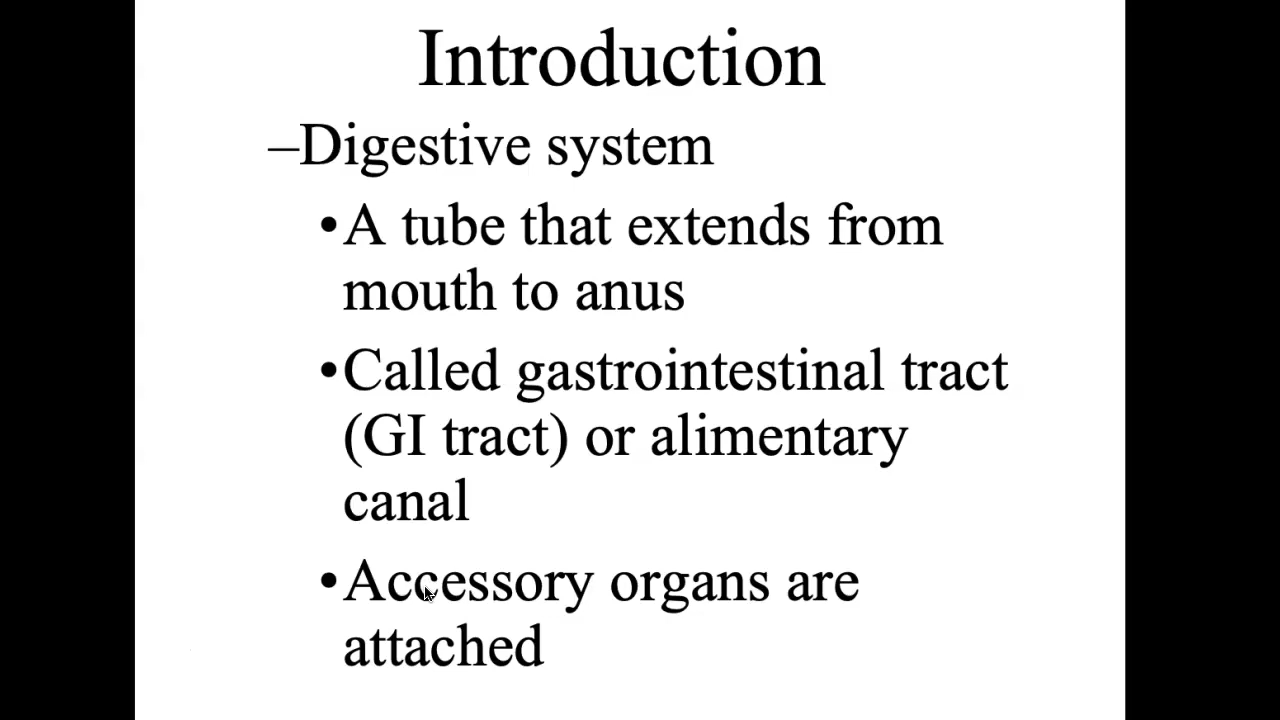 Introduction
–Digestive system
•A tube that extends from
mouth to anus
•Called gastrointestinal tract
(GI tract) or alimentary
canal
•Accessory organs are
attached